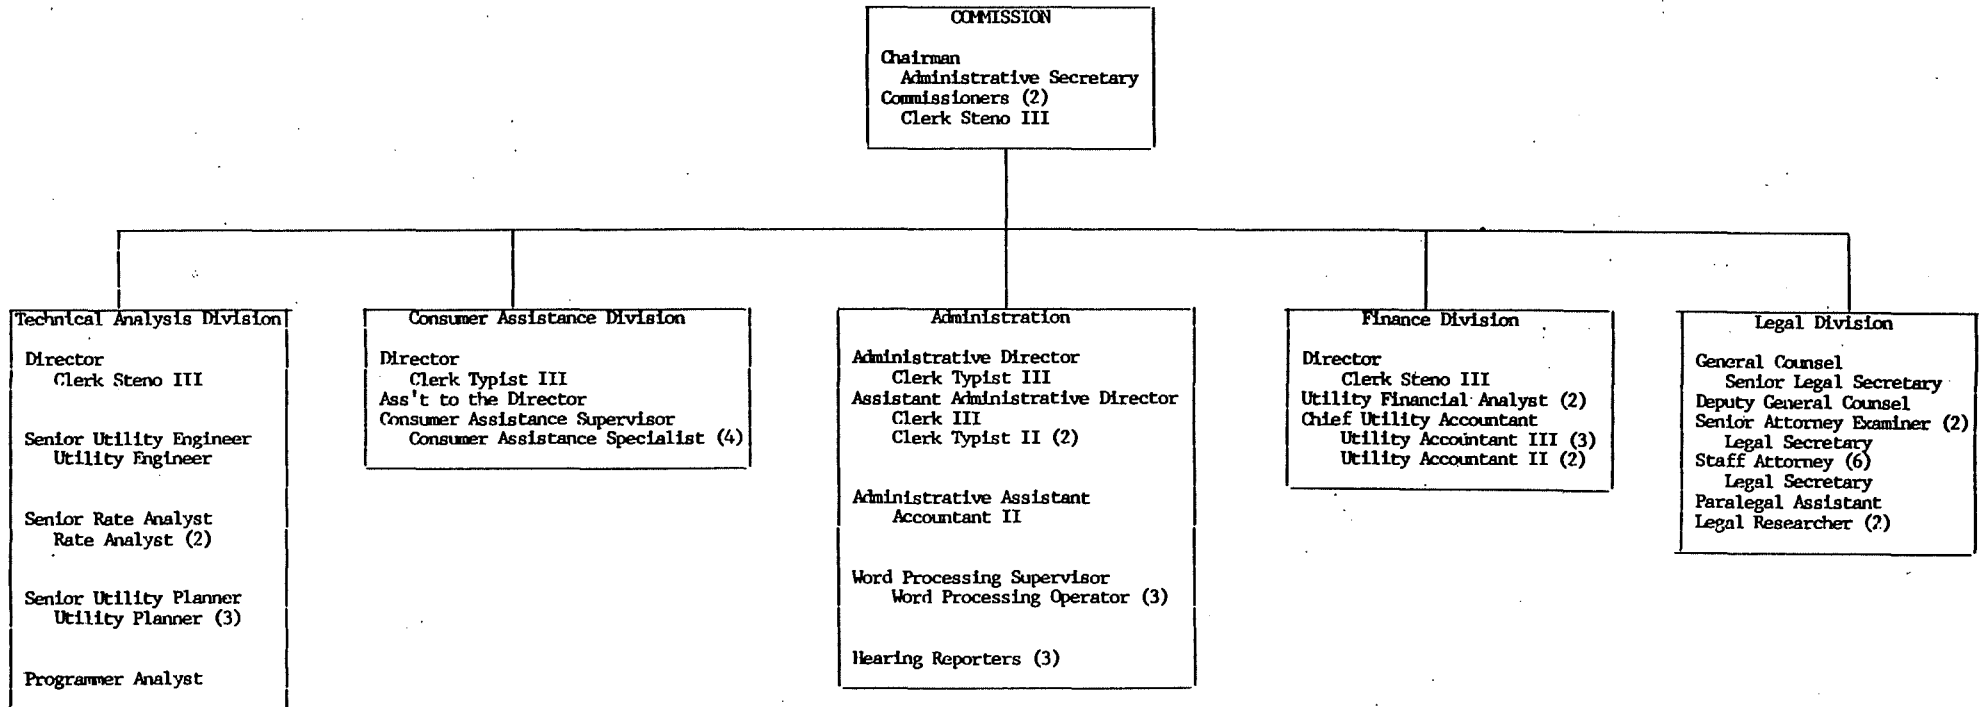 COMMISSION
Chairman
Administrative Secretary
Commissioners (2)
Clerk Steno III
Technical Analysis Division
Director
Clerk Steno III
Senior Utility Engineer
Utility Engineer
Senior Rate Analyst
Rate Analyst (2)
Senior Utility Planner
Utility Planner (3)
Programmer Analyst
Consumer Assistance Division
Director
Clerk Typist III
Ass't to the Director
Consumer Assistance Supervisor
Consumer Assistance Specialist (4)
Administration
Administrative Director
Clerk Typist III
Assistant Administrative Director
Clerk III
Clerk Typist II (2)
Administrative Assistant
Accountant II
Word Processing Supervisor
Word Processing Operator (3)
Hearing Reporters (3)
Finance Division
Director
Clerk Steno III
Utility Financial Analyst (2)
Chief Utility Accountant
Utility Accountant III (3)
Utility Accountant II (2)
Legal Division
General Counsel
Senior Legal Secretary
Deputy General Counsel
Senior Attorney Examiner (2)
Legal Secretary
Staff Attorney (6)
Legal Secretary
Paralegal Assistant
Legal Researcher (2)